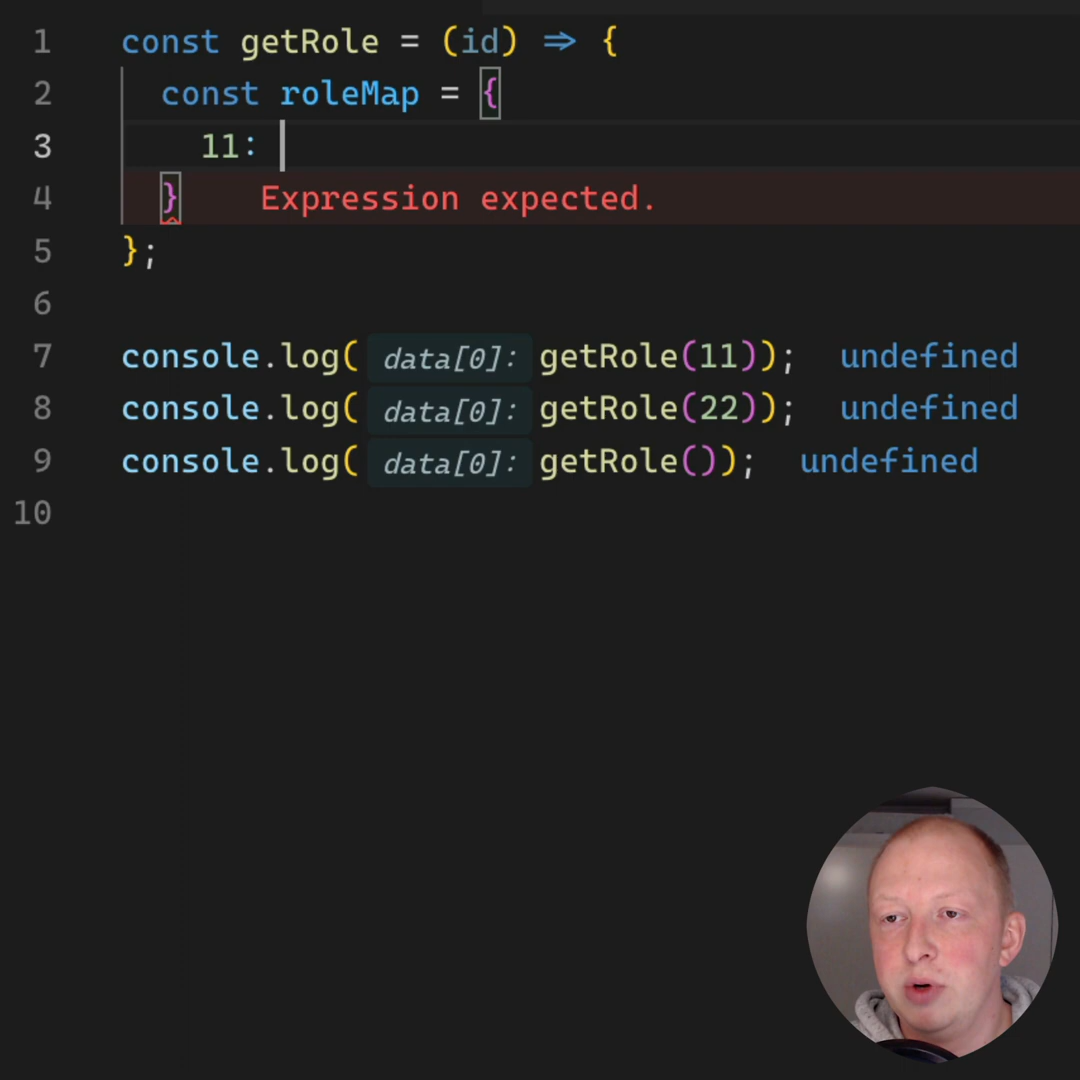 1 const getRole = (id) => {
2 const roleMap = {
3 11:
4 } Expression expected.
5 };
6
7 console.log( data[0]: getRole(11)); undefined
8 console.log( data[0]: getRole(22)); undefined
9 console.log( data[0]: getRole()); undefined
10